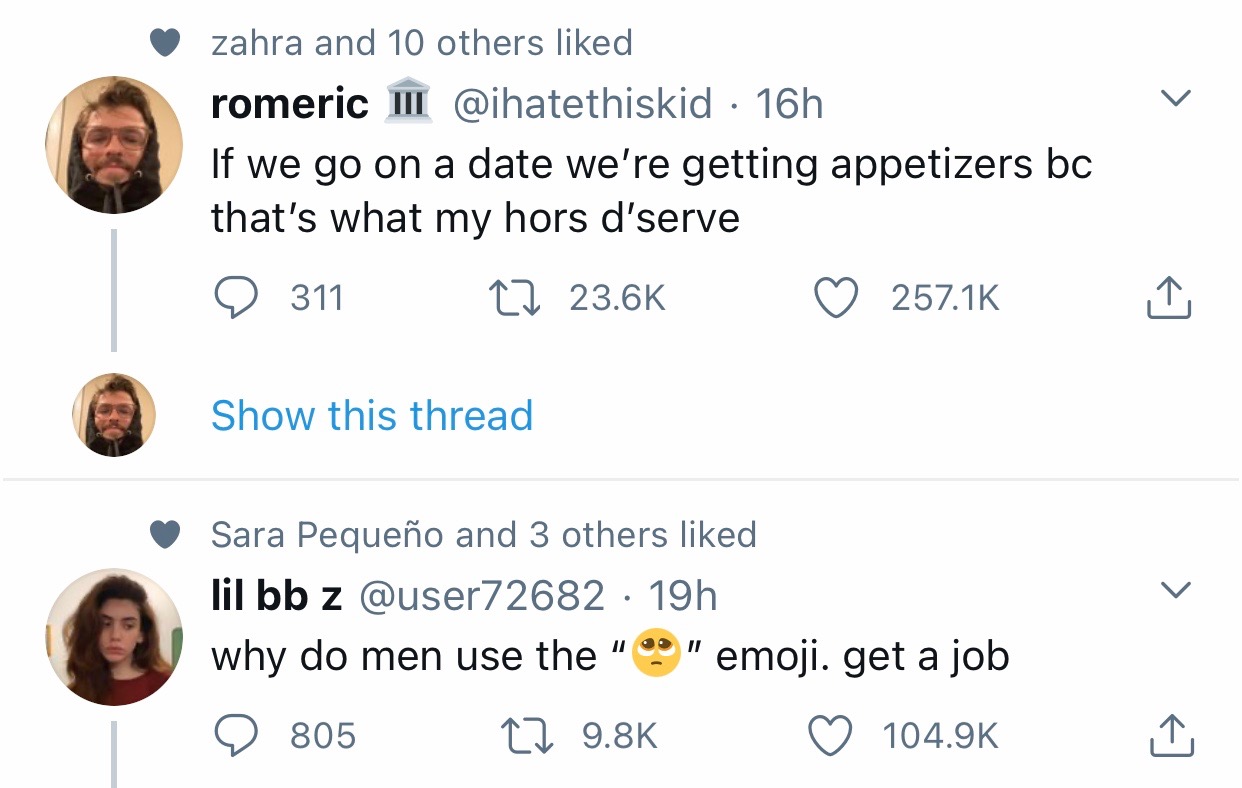 zahra and 10 others liked
romeric 🏛 @ihatethiskid · 16h
If we go on a date we’re getting appetizers bc
that’s what my hors d’serve
311 23.6K 257.1K
Show this thread
Sara Pequeño and 3 others liked
lil bb z @user72682 · 19h
why do men use the “🥺” emoji. get a job
805 9.8K 104.9K